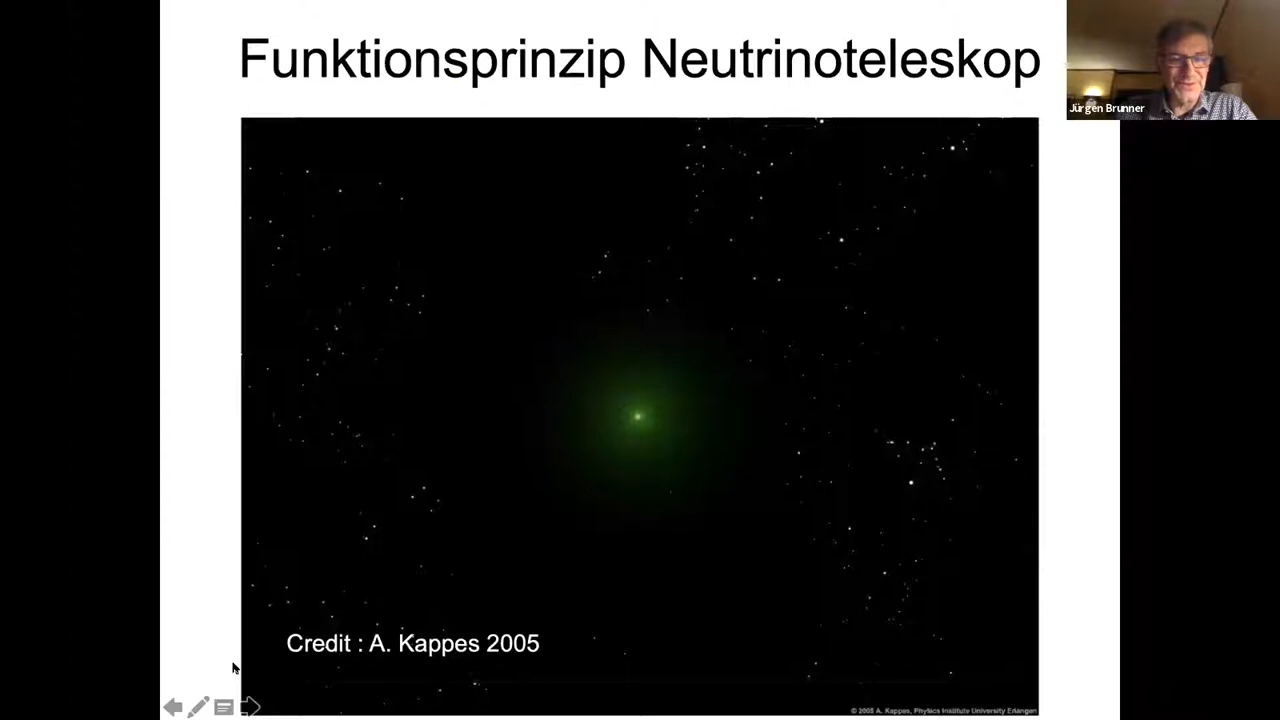 Funktionsprinzip Neutrinoteleskop
Jürgen Brunner
Credit : A. Kappes 2005
© 2005 A. Kappes, Physics Institute University Erlangen